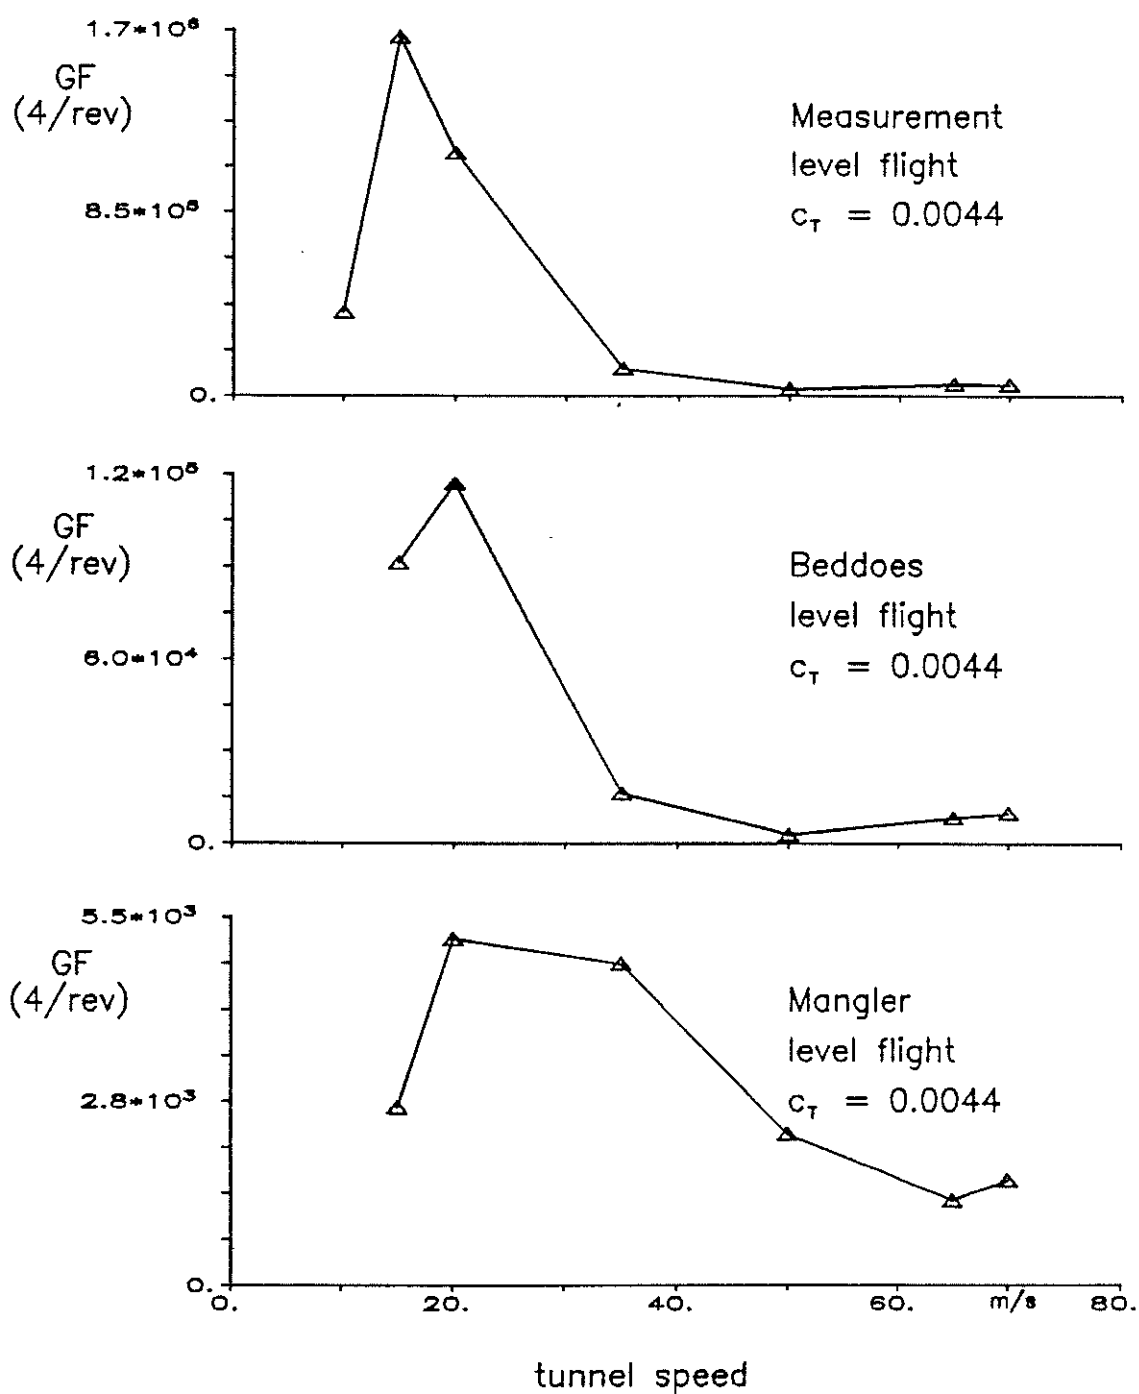 1.7*10⁶
GF
(4/rev)
8.5*10⁵
0.
Measurement
level flight
c_T = 0.0044
1.2*10⁵
GF
(4/rev)
6.0*10⁴
0.
Beddoes
level flight
c_T = 0.0044
5.5*10³
GF
(4/rev)
2.8*10³
0.
Mangler
level flight
c_T = 0.0044
0. 20. 40. 60. m/s 80.
tunnel speed